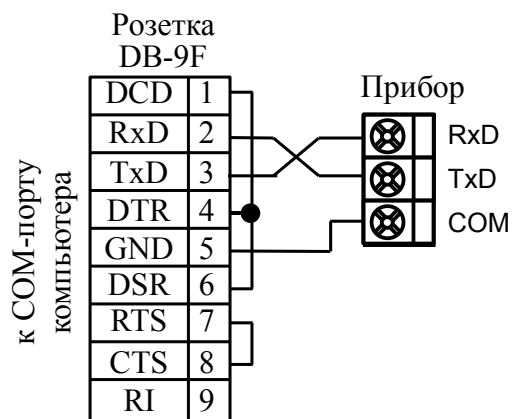 Розетка
DB-9F
к COM-порту
компьютера
DCD 1
RxD 2
TxD 3
DTR 4
GND 5
DSR 6
RTS 7
CTS 8
RI 9
Прибор
RxD
TxD
COM